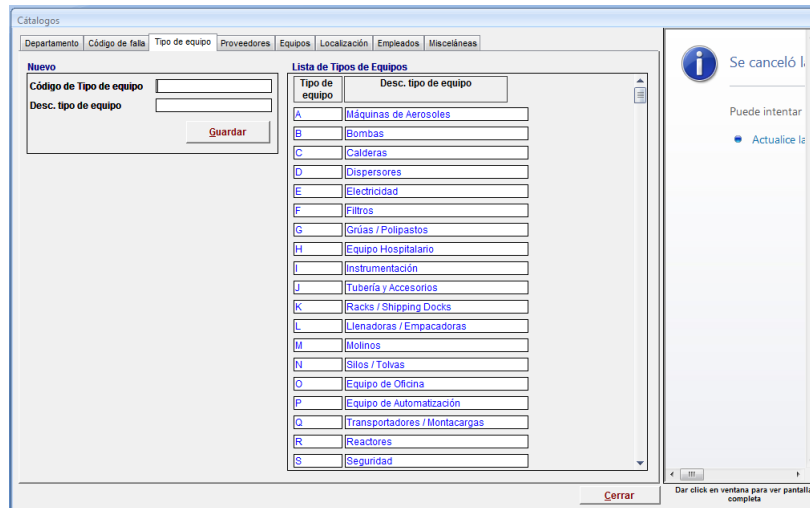 Cátalogos
Departamento Código de falla Tipo de equipo Proveedores Equipos Localización Empleados Misceláneas
Nuevo
Código de Tipo de equipo
Desc. tipo de equipo
Guardar
Lista de Tipos de Equipos
Tipo de equipo Desc. tipo de equipo
A Máquinas de Aerosoles
B Bombas
C Calderas
D Dispersores
E Electricidad
F Filtros
G Grúas / Polipastos
H Equipo Hospitalario
I Instrumentación
J Tubería y Accesorios
K Racks / Shipping Docks
L Llenadoras / Empacadoras
M Molinos
N Silos / Tolvas
O Equipo de Oficina
P Equipo de Automatización
Q Transportadores / Montacargas
R Reactores
S Seguridad
Cerrar
Se canceló l
Puede intentar
Actualice la
Dar click en ventana para ver pantalla
completa